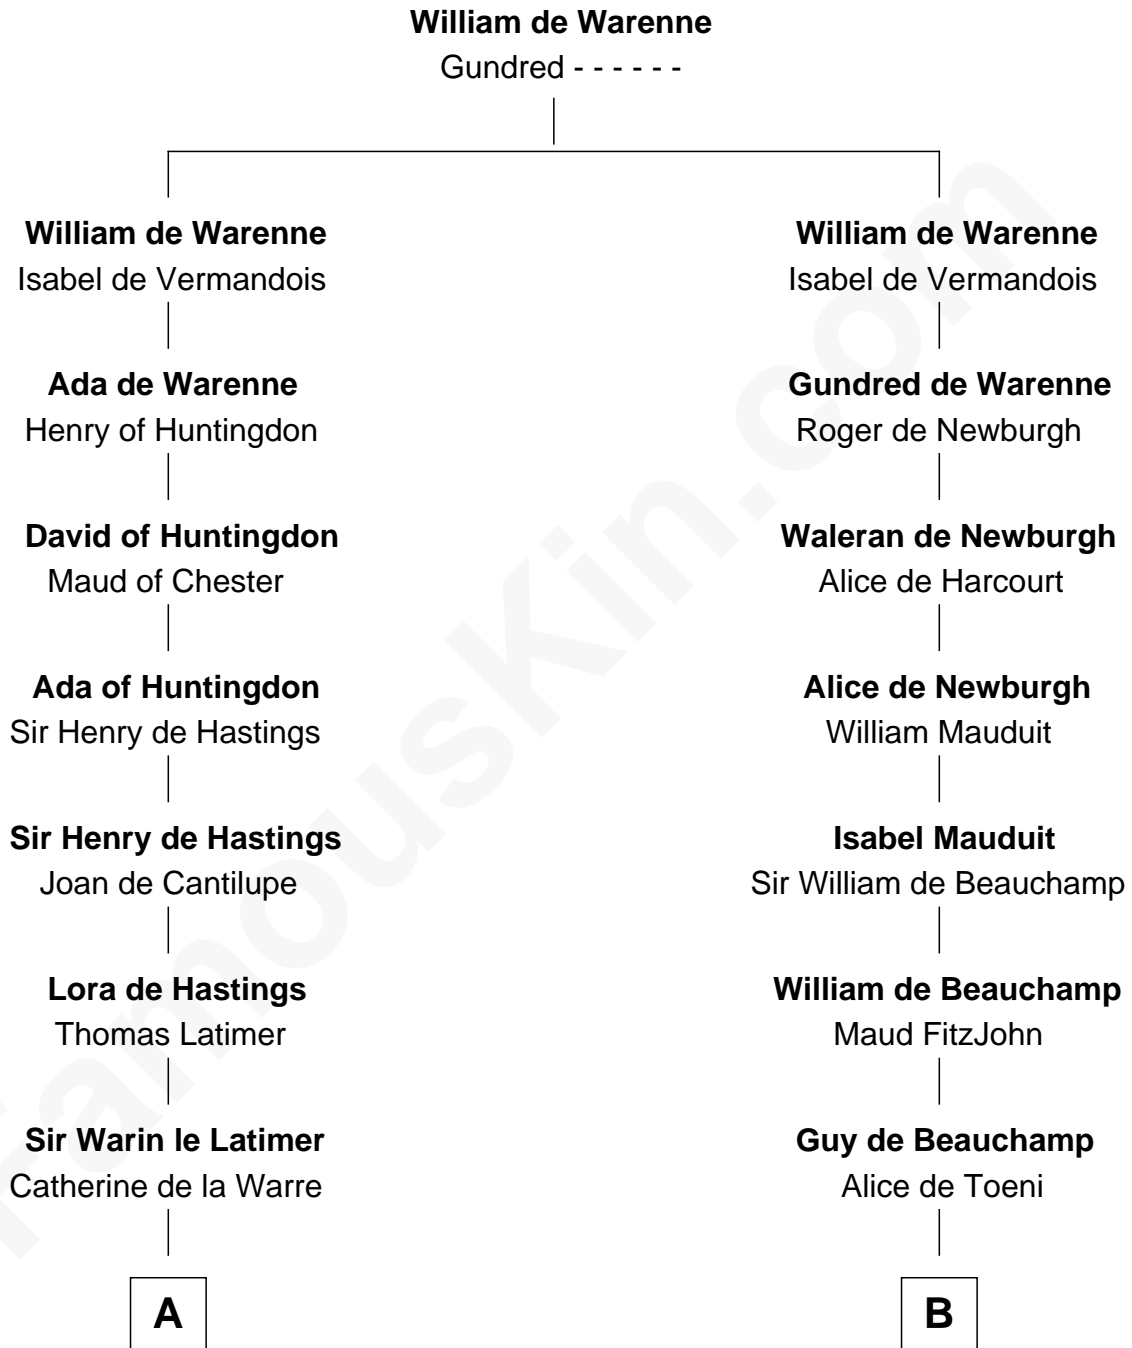 William de Warenne
Gundred - - - - - -
William de Warenne
Isabel de Vermandois
Ada de Warenne
Henry of Huntingdon
David of Huntingdon
Maud of Chester
Ada of Huntingdon
Sir Henry de Hastings
Sir Henry de Hastings
Joan de Cantilupe
Lora de Hastings
Thomas Latimer
Sir Warin le Latimer
Catherine de la Warre
A
William de Warenne
Isabel de Vermandois
Gundred de Warenne
Roger de Newburgh
Waleran de Newburgh
Alice de Harcourt
Alice de Newburgh
William Mauduit
Isabel Mauduit
Sir William de Beauchamp
William de Beauchamp
Maud FitzJohn
Guy de Beauchamp
Alice de Toeni
B
FamousKin.com